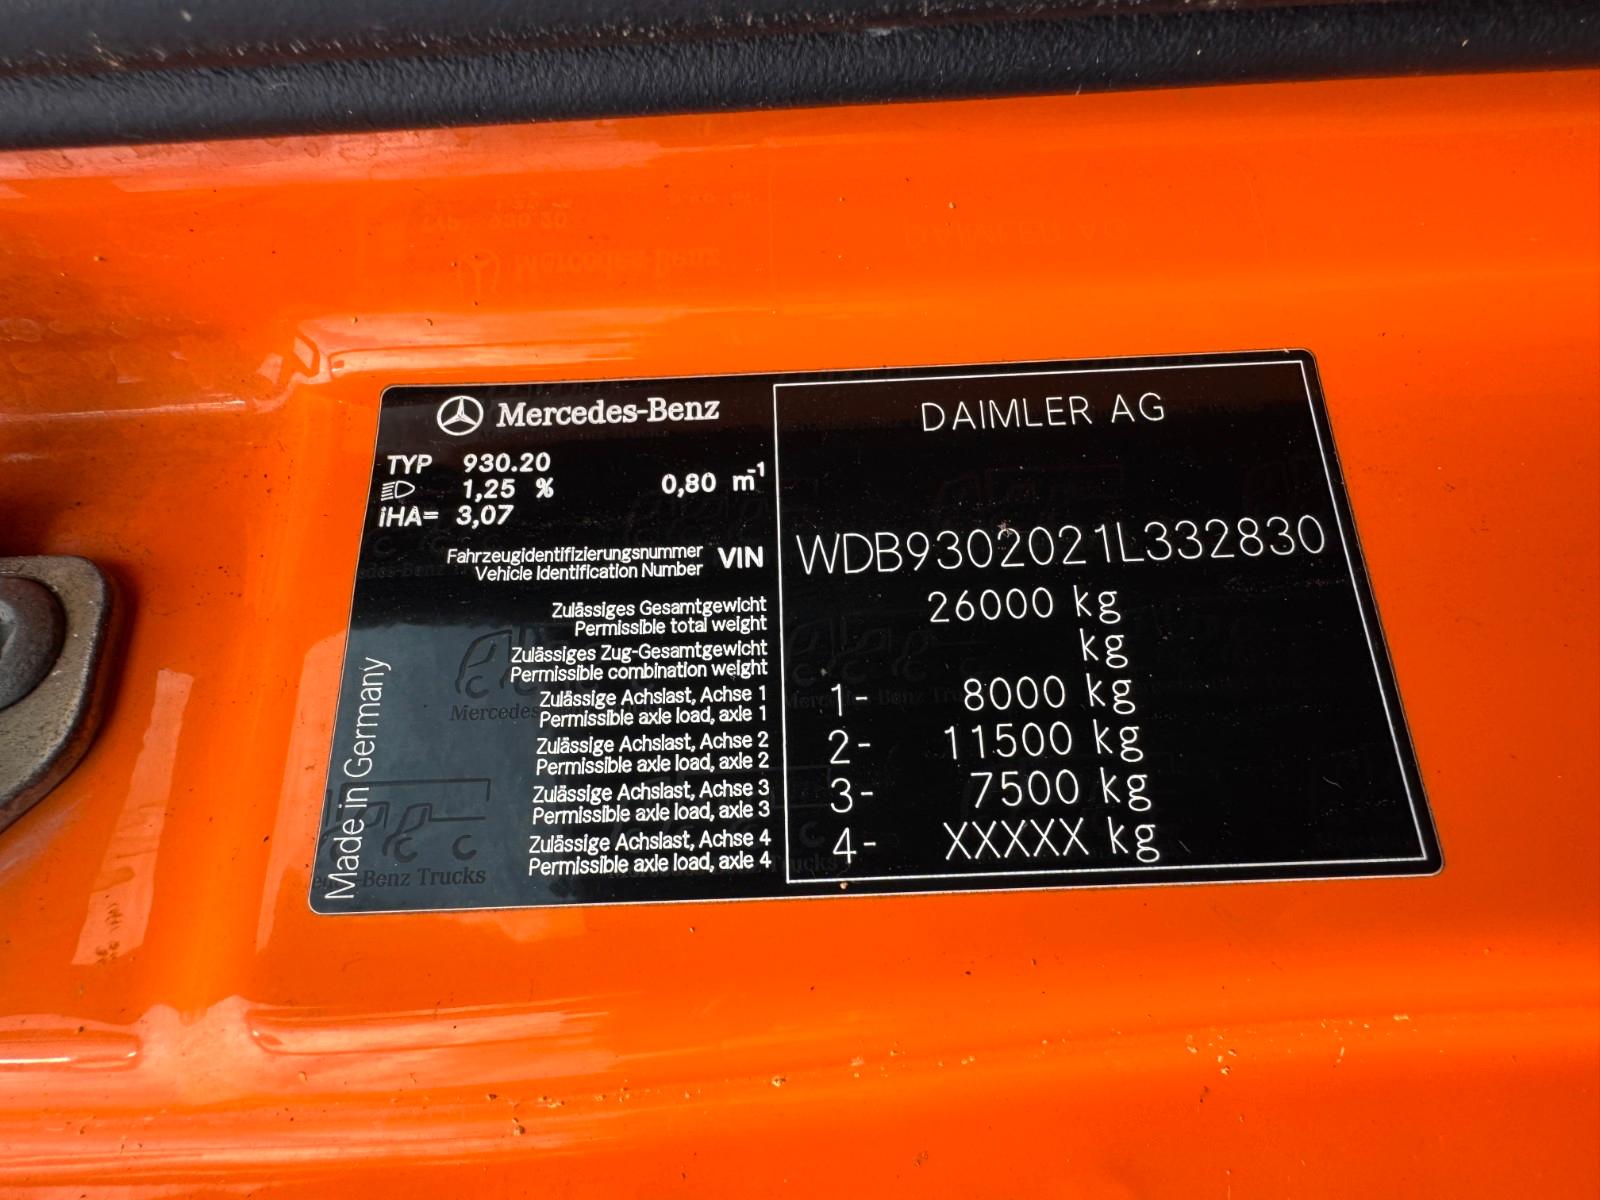 Mercedes-Benz
DAIMLER AG
TYP 930.20
1,25 % 0,80 m-1
iHA= 3,07
Fahrzeugidentifizierungsnummer
Vehicle Identification Number
VIN WDB9302021L332830
Zulässiges Gesamtgewicht
Permissible total weight
26000 kg
Zulässiges Zug-Gesamtgewicht
Permissible combination weight
kg
Zulässige Achslast, Achse 1
Permissible axle load, axle 1
1- 8000 kg
Zulässige Achslast, Achse 2
Permissible axle load, axle 2
2- 11500 kg
Zulässige Achslast, Achse 3
Permissible axle load, axle 3
3- 7500 kg
Zulässige Achslast, Achse 4
Permissible axle load, axle 4
4- XXXXX kg
Made in Germany